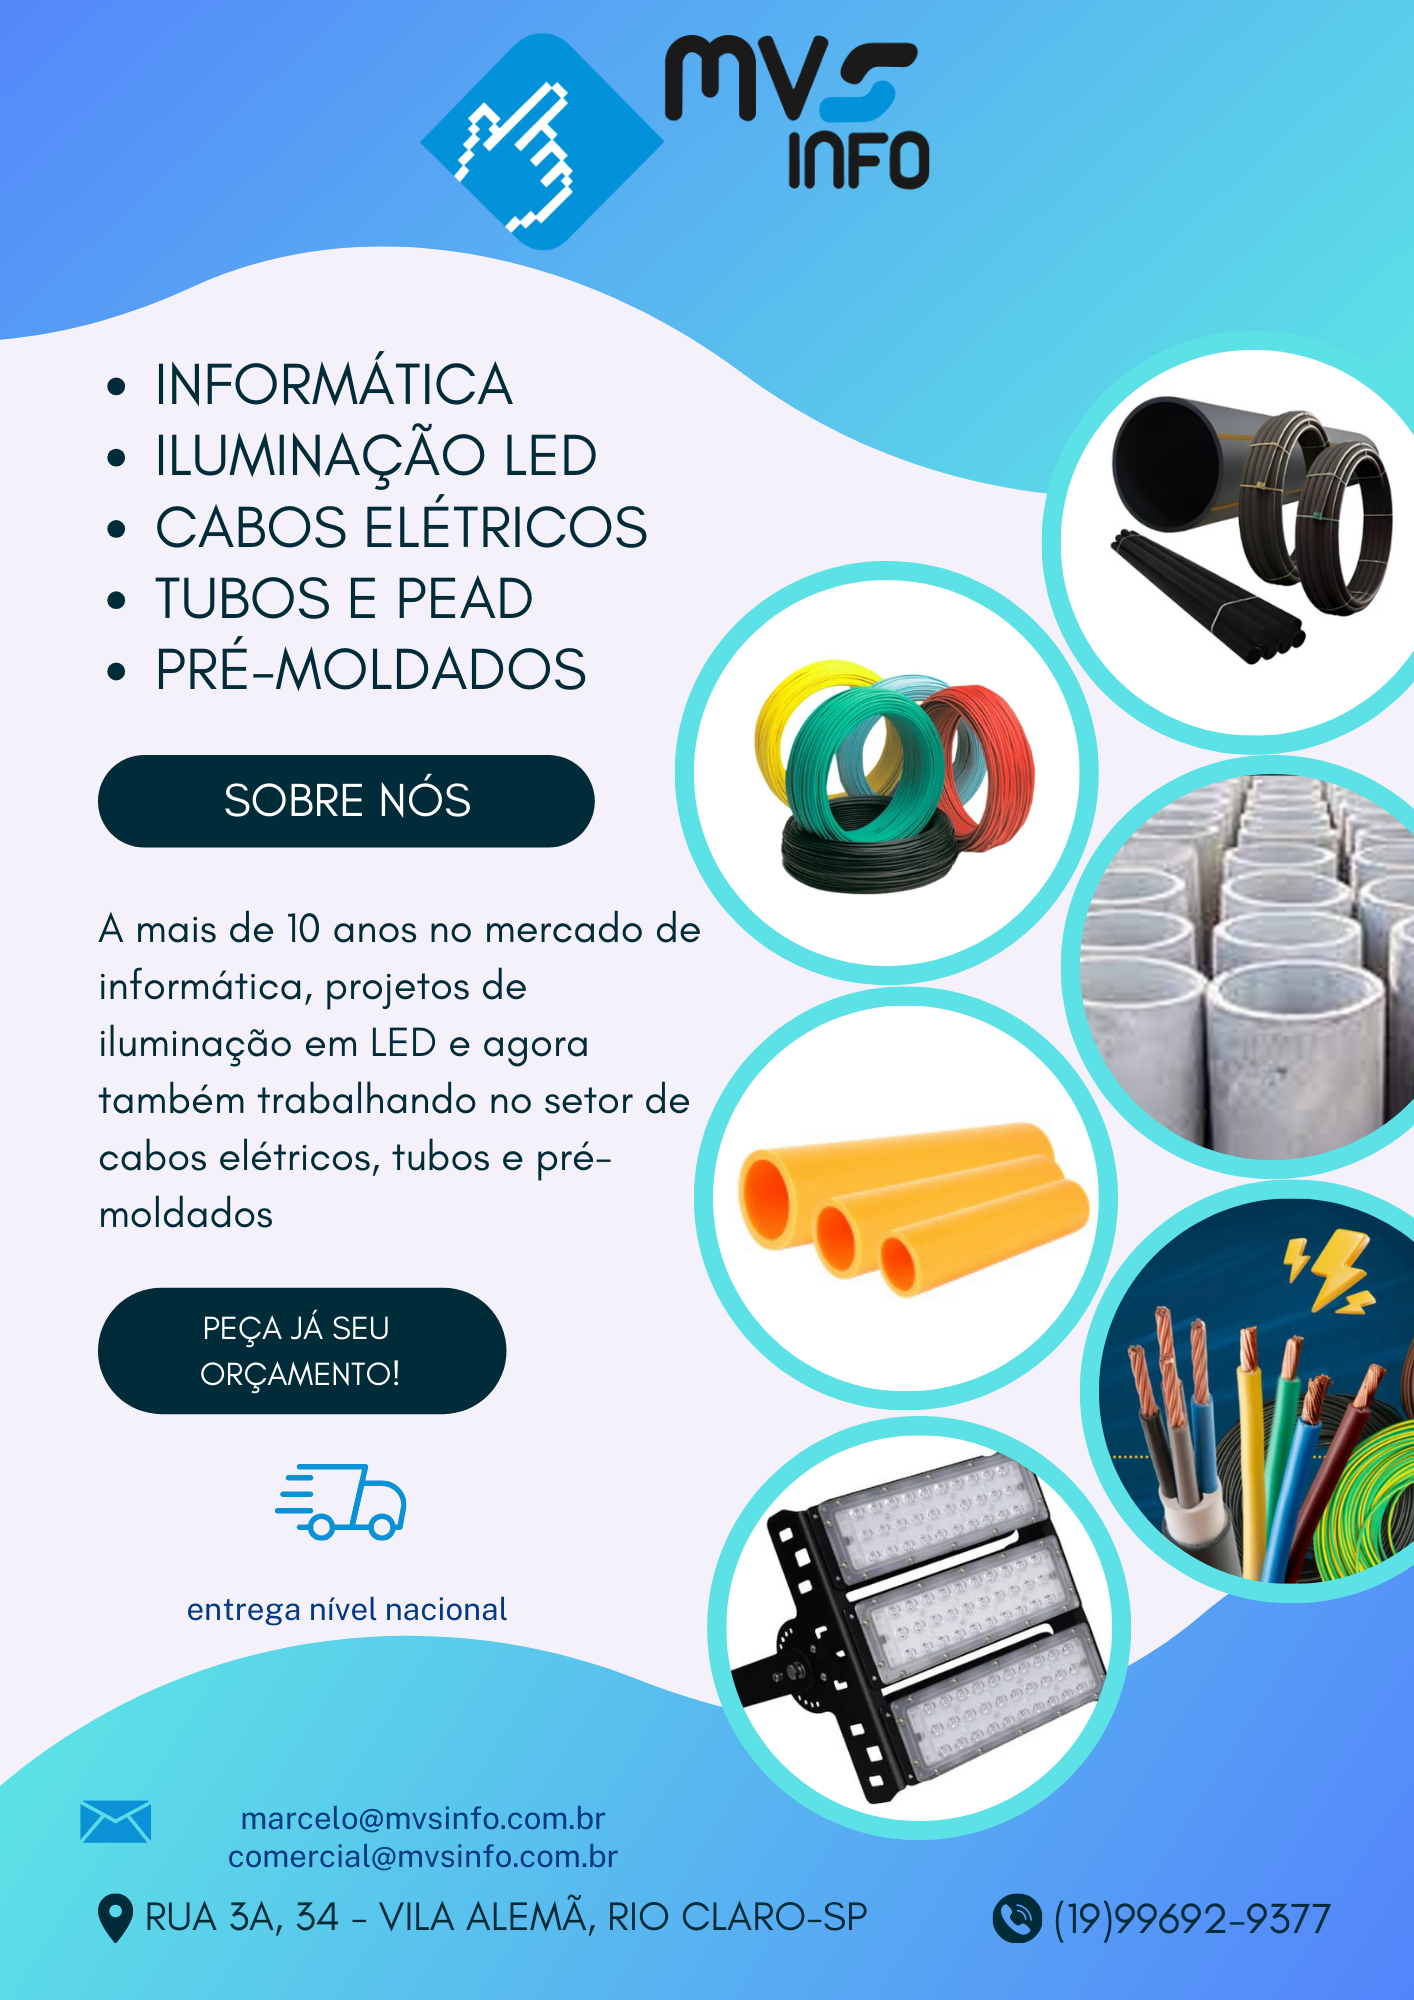 MVS
INFO
• INFORMÁTICA
• ILUMINAÇÃO LED
• CABOS ELÉTRICOS
• TUBOS E PEAD
• PRÉ-MOLDADOS
SOBRE NÓS
A mais de 10 anos no mercado de
informática, projetos de
iluminação em LED e agora
também trabalhando no setor de
cabos elétricos, tubos e pré-
moldados
PEÇA JÁ SEU
ORÇAMENTO!
entrega nível nacional
marcelo@mvsinfo.com.br
comercial@mvsinfo.com.br
RUA 3A, 34 - VILA ALEMÃ, RIO CLARO-SP
(19)99692-9377